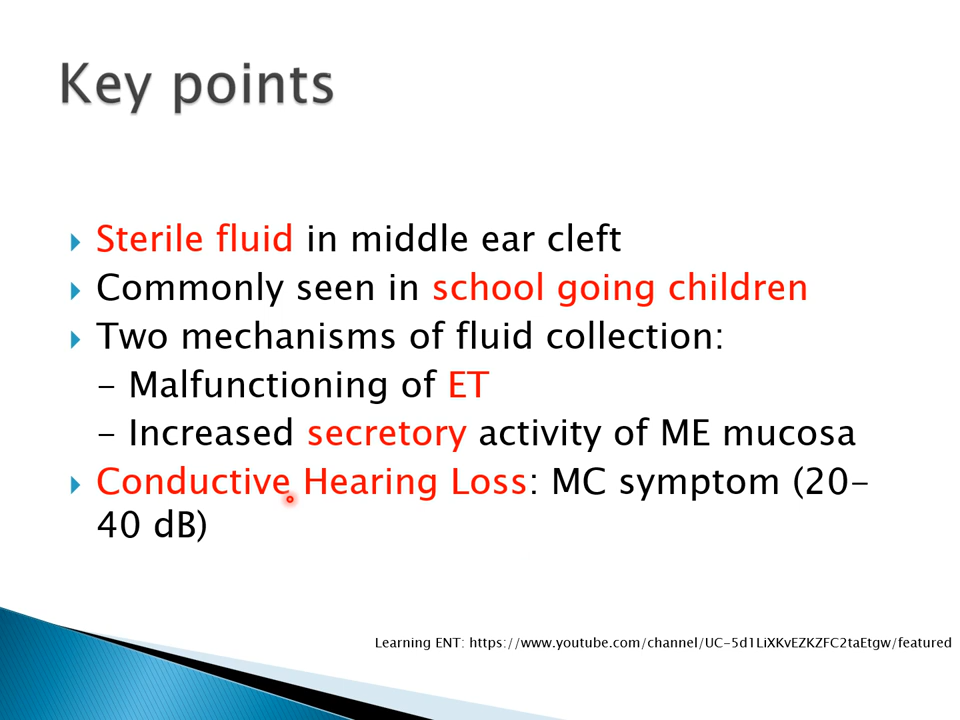 Key points
Sterile fluid in middle ear cleft
Commonly seen in school going children
Two mechanisms of fluid collection:
- Malfunctioning of ET
- Increased secretory activity of ME mucosa
Conductive Hearing Loss: MC symptom (20-
40 dB)
Learning ENT: https://www.youtube.com/channel/UC-5d1LiXKvEZKZFC2taEtgw/featured